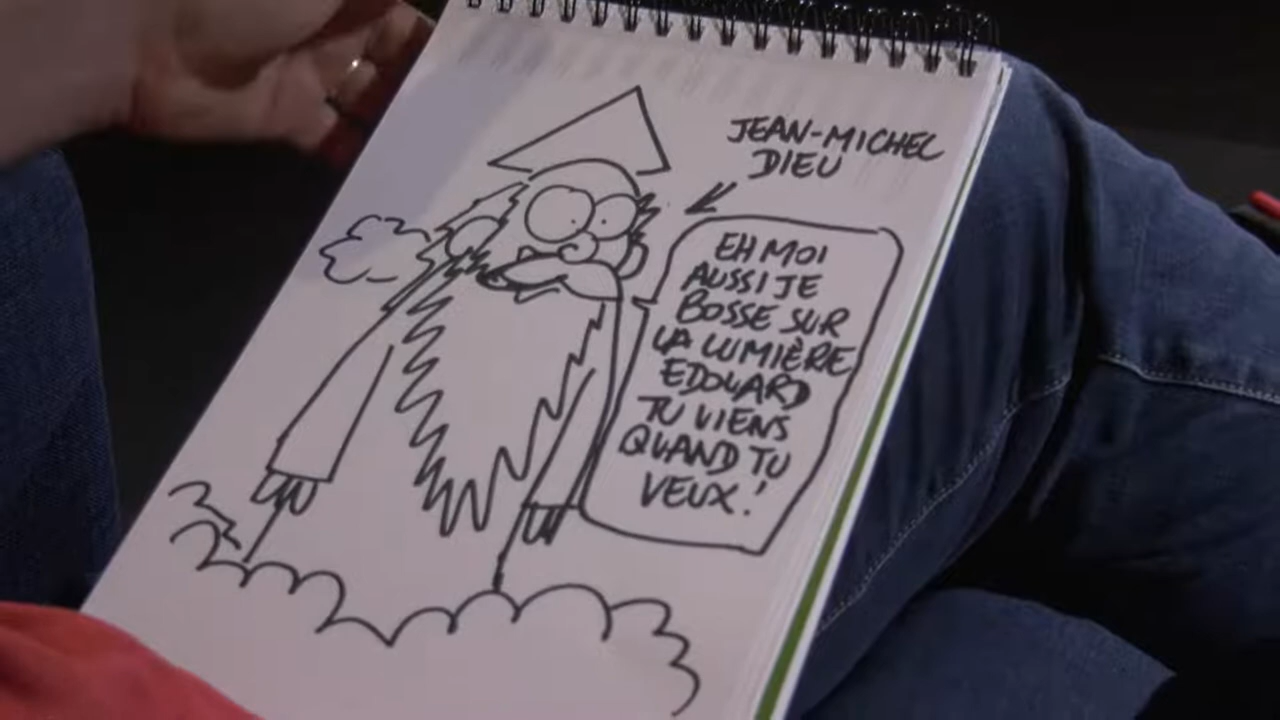 JEAN-MICHEL
DIEU
EH MOI
AUSSI JE
BOSSE SUR
LA LUMIÈRE
EDOUARD
TU VIENS
QUAND TU
VEUX!